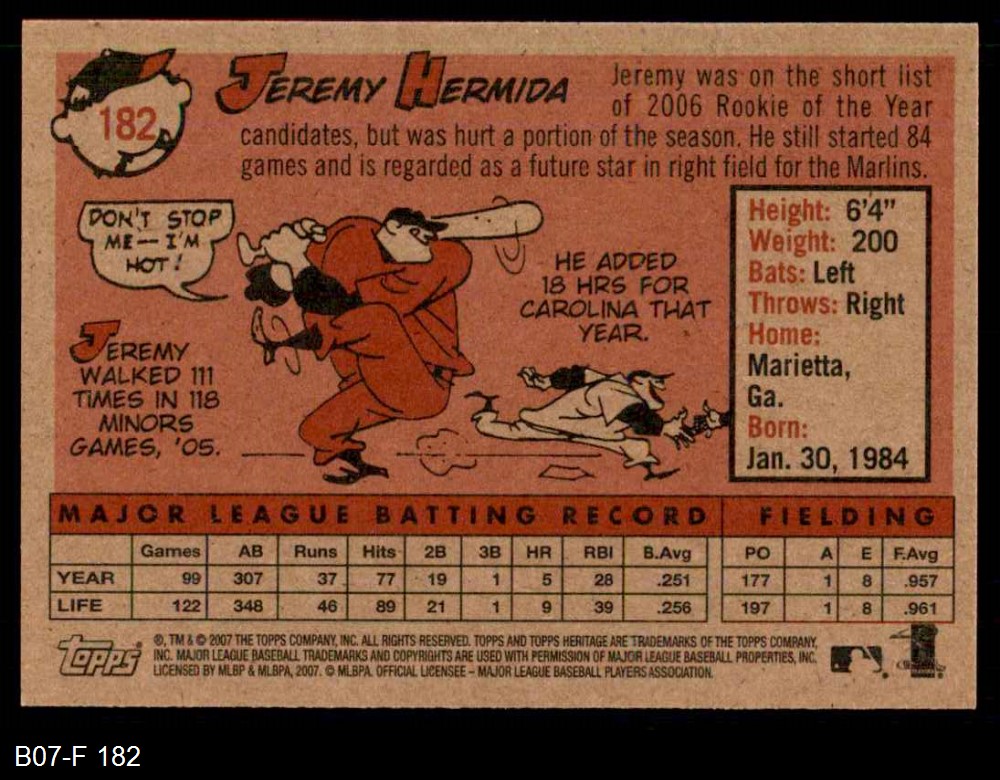 182
JEREMY HERMIDA
Jeremy was on the short list
of 2006 Rookie of the Year
candidates, but was hurt a portion of the season. He still started 84
games and is regarded as a future star in right field for the Marlins.
DON'T STOP
ME — I'M
HOT!
JEREMY
WALKED 111
TIMES IN 118
MINORS
GAMES, '05.
HE ADDED
18 HRS FOR
CAROLINA THAT
YEAR.
Height: 6'4"
Weight: 200
Bats: Left
Throws: Right
Home:
Marietta,
Ga.
Born:
Jan. 30, 1984
MAJOR LEAGUE BATTING RECORD FIELDING
Games AB Runs Hits 2B 3B HR RBI B.Avg PO A E F.Avg
YEAR 99 307 37 77 19 1 5 28 .251 177 1 8 .957
LIFE 122 348 46 89 21 1 9 39 .256 197 1 8 .961
Topps
®, TM & © 2007 THE TOPPS COMPANY, INC. ALL RIGHTS RESERVED. TOPPS AND TOPPS HERITAGE ARE TRADEMARKS OF THE TOPPS COMPANY,
INC. MAJOR LEAGUE BASEBALL TRADEMARKS AND COPYRIGHTS ARE USED WITH PERMISSION OF MAJOR LEAGUE BASEBALL PROPERTIES, INC.
LICENSED BY MLBP & MLBPA, 2007. © MLBPA. OFFICIAL LICENSEE – MAJOR LEAGUE BASEBALL PLAYERS ASSOCIATION.
B07-F 182